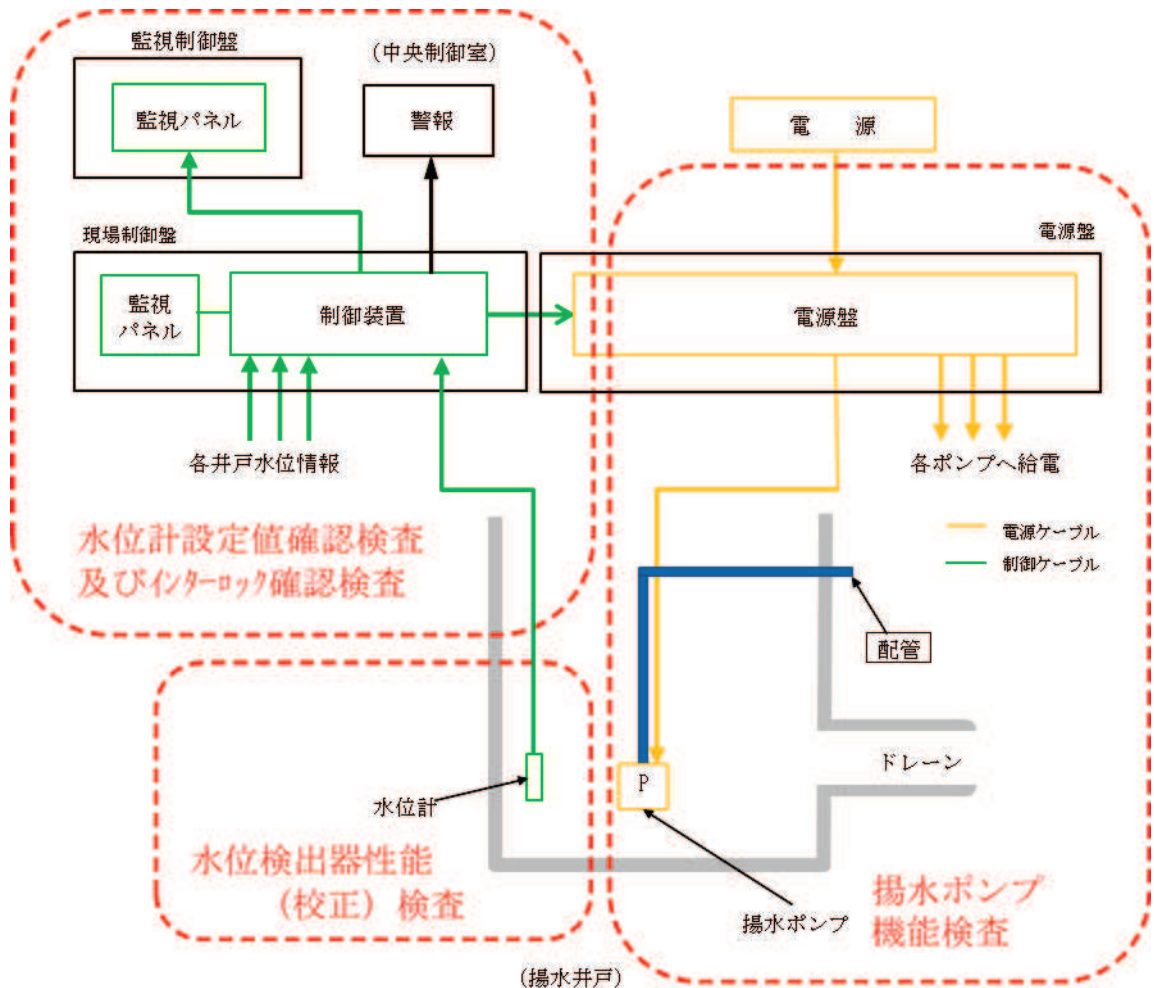 監視制御盤
(中央制御室)
監視パネル
警報
電 源
現場制御盤
電源盤
監視
パネル
制御装置
電源盤
各井戸水位情報
各ポンプへ給電
水位計設定値確認検査
及びインターロック確認検査
電源ケーブル
制御ケーブル
配管
ドレーン
P
水位計
水位検出器性能
(校正)検査
揚水ポンプ
揚水ポンプ
機能検査
(揚水井戸)